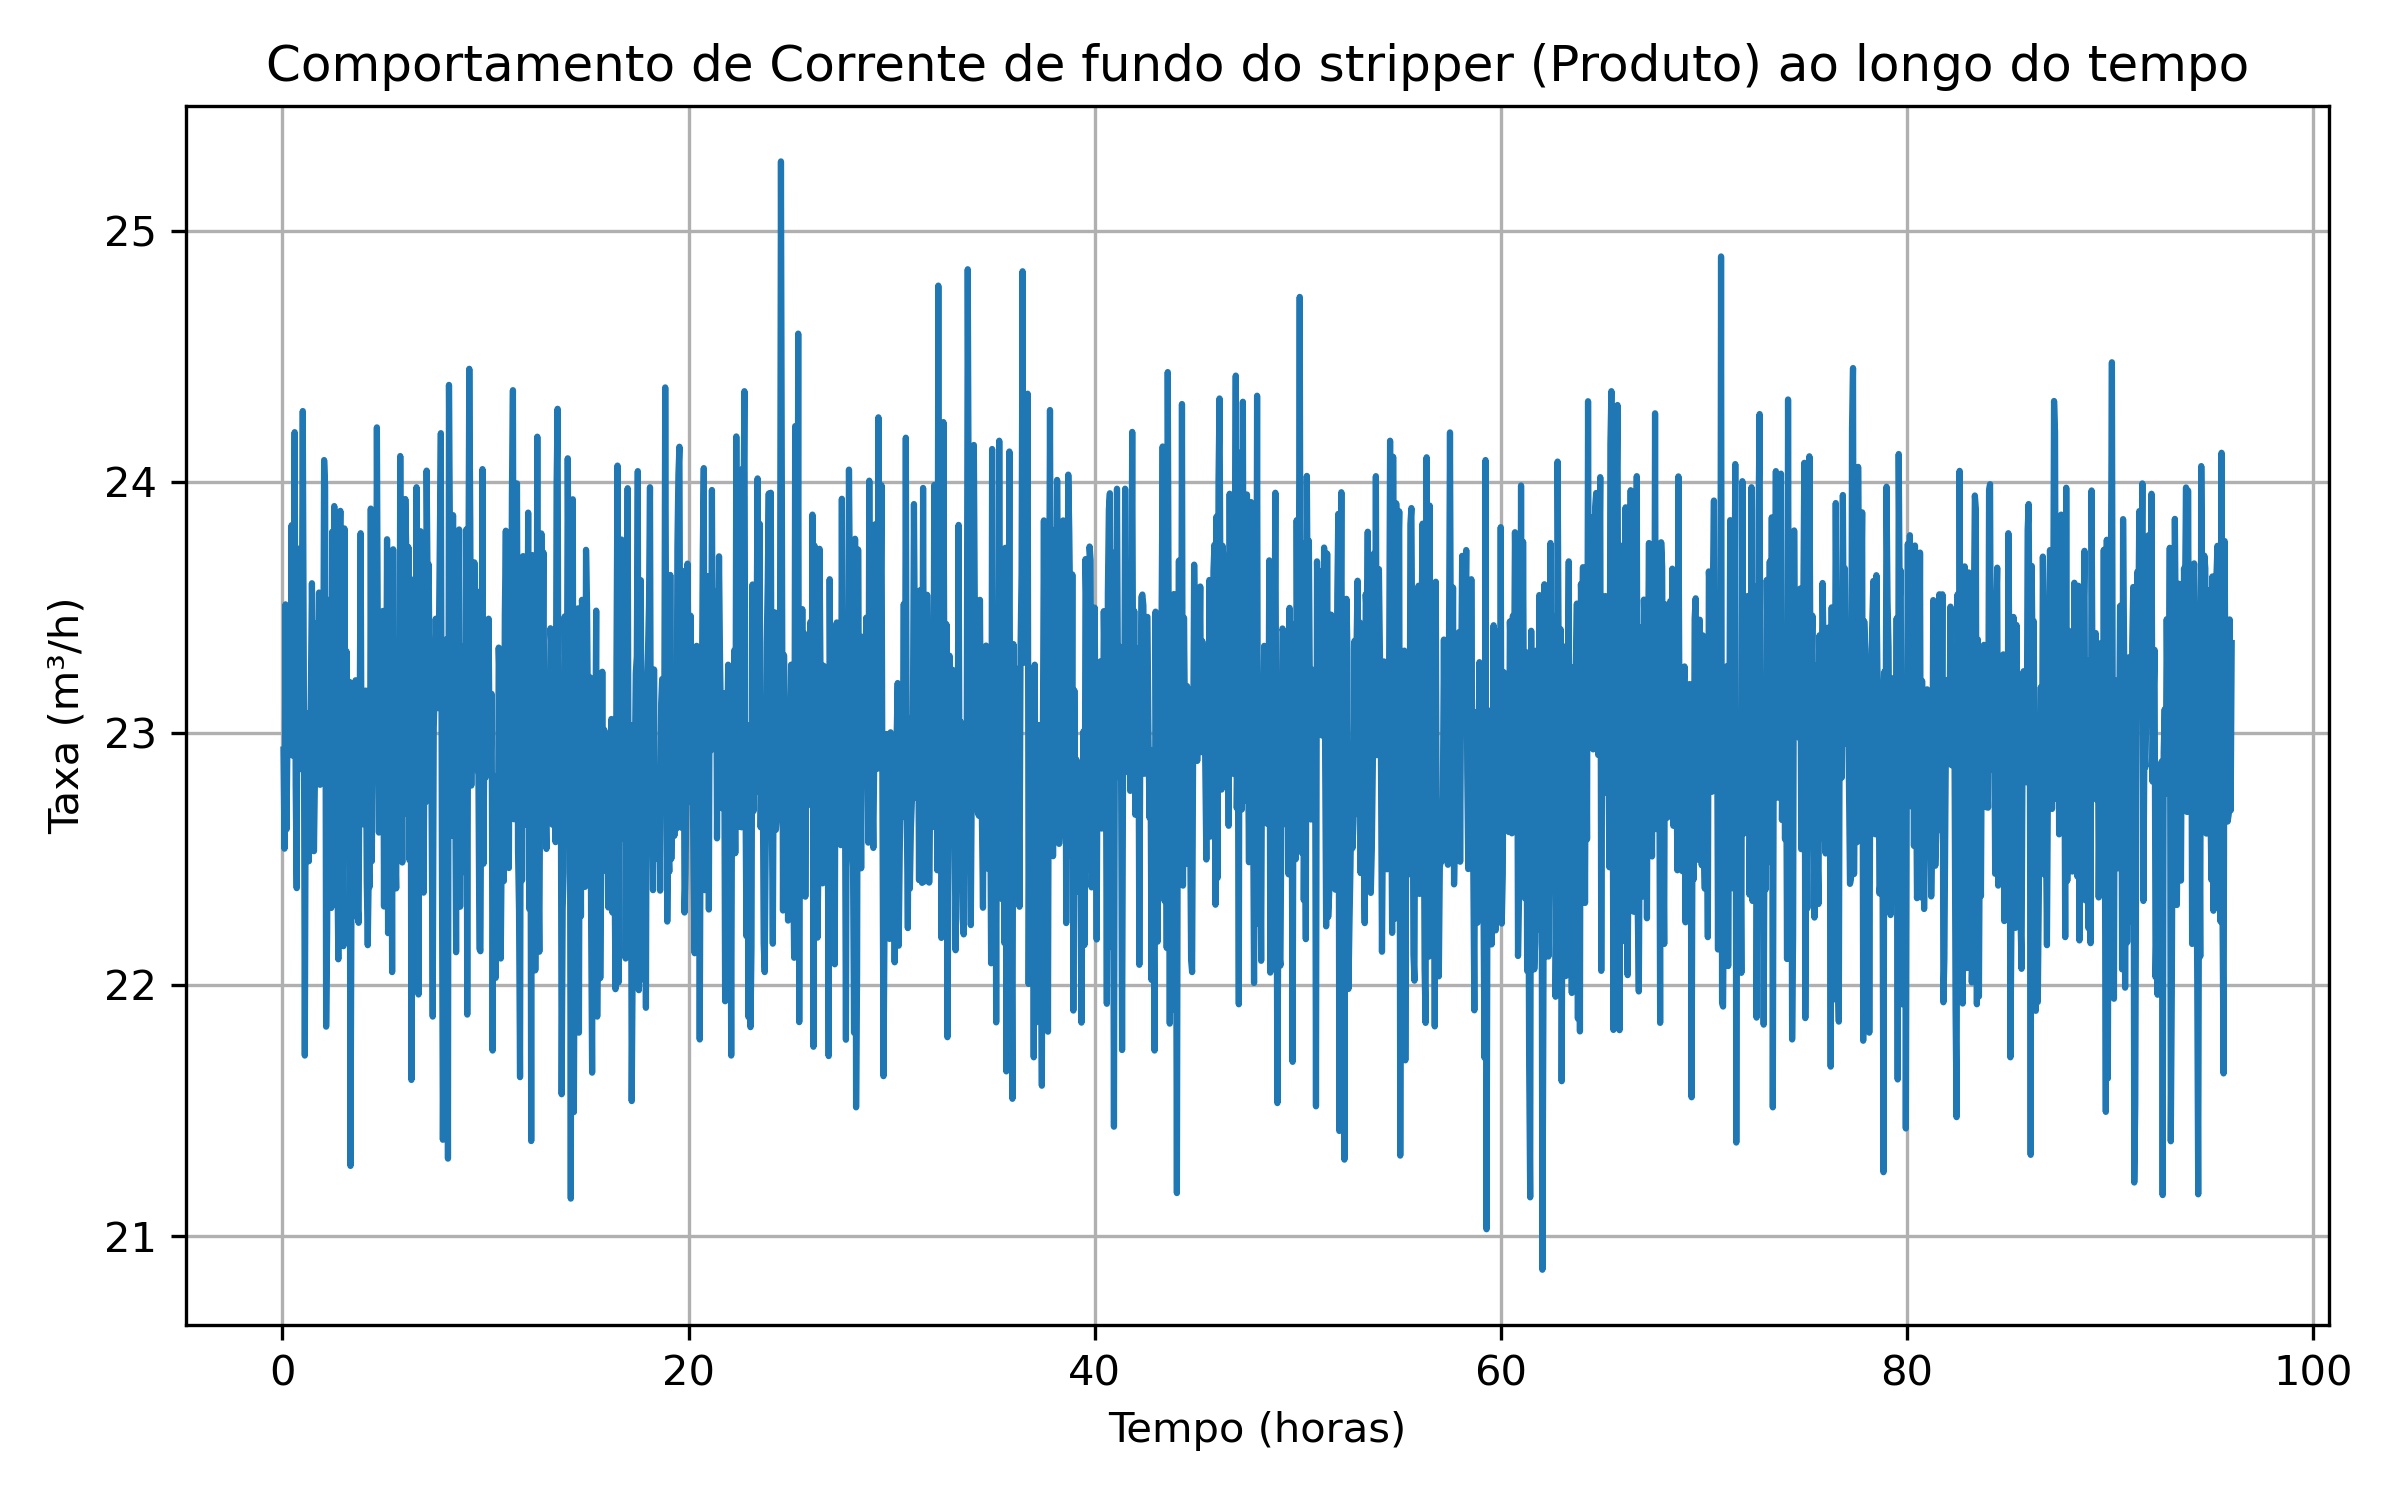 Comportamento de Corrente de fundo do stripper (Produto) ao longo do tempo
Taxa (m³/h)
25
24
23
22
21
0 20 40 60 80 100
Tempo (horas)